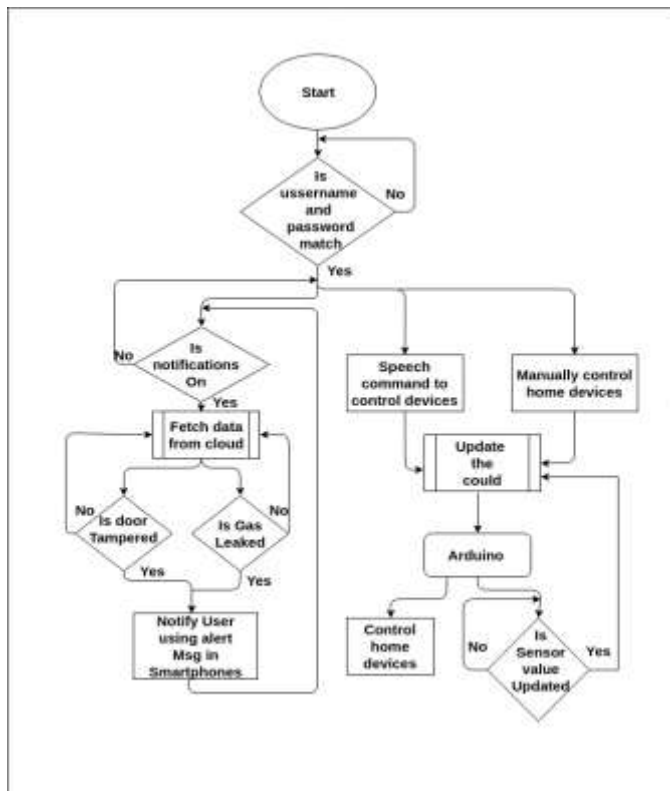 Start
Is
ussername
and
password
match
No
Yes
Is
notifications
On
No
Yes
Speech
command to
control devices
Manually control
home devices
Fetch data
from cloud
Update
the
could
No
Is door
Tampered
Yes
Is Gas
Leaked
No
Yes
Arduino
Notify User
using alert
Msg in
Smartphones
Control
home
devices
No
Is
Sensor
value
Updated
Yes